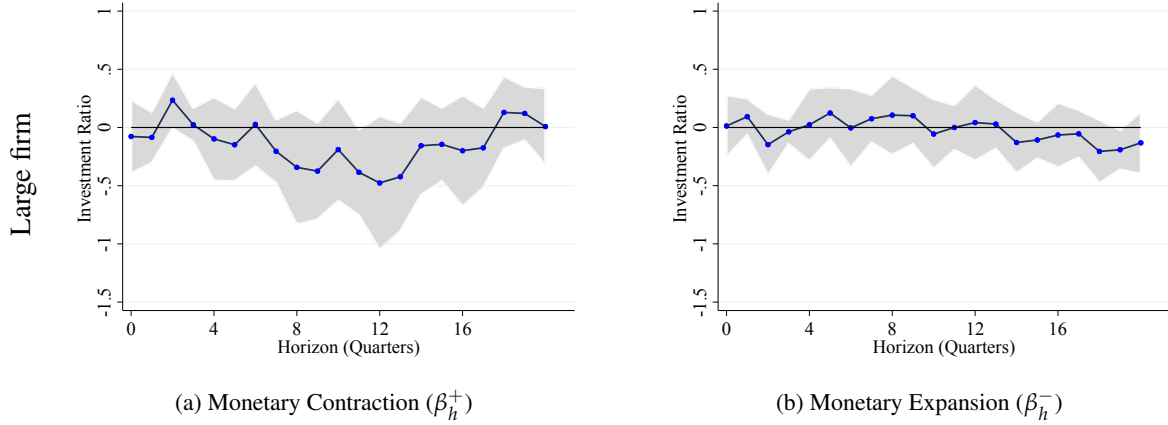 Large firm
Investment Ratio
1
.5
0
-.5
-1
-1.5
0 4 8 12 16
Horizon (Quarters)
(a) Monetary Contraction (β_h^+)
Investment Ratio
1
.5
0
-.5
-1
-1.5
0 4 8 12 16
Horizon (Quarters)
(b) Monetary Expansion (β_h^-)